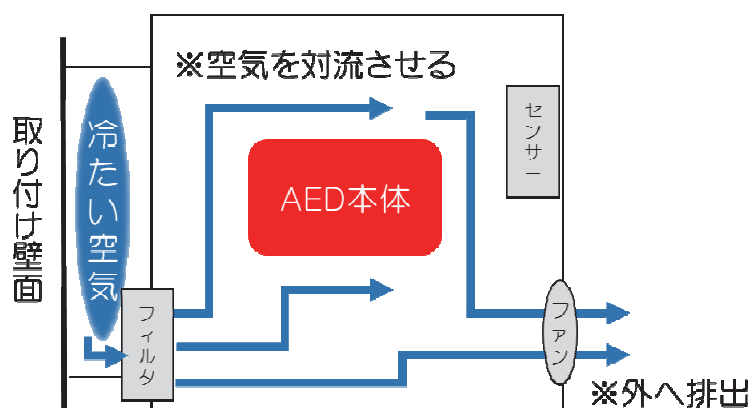 ※空気を対流させる
センサー
取り付け壁面
冷たい空気
AED本体
フィルタ
ファン
※外へ排出